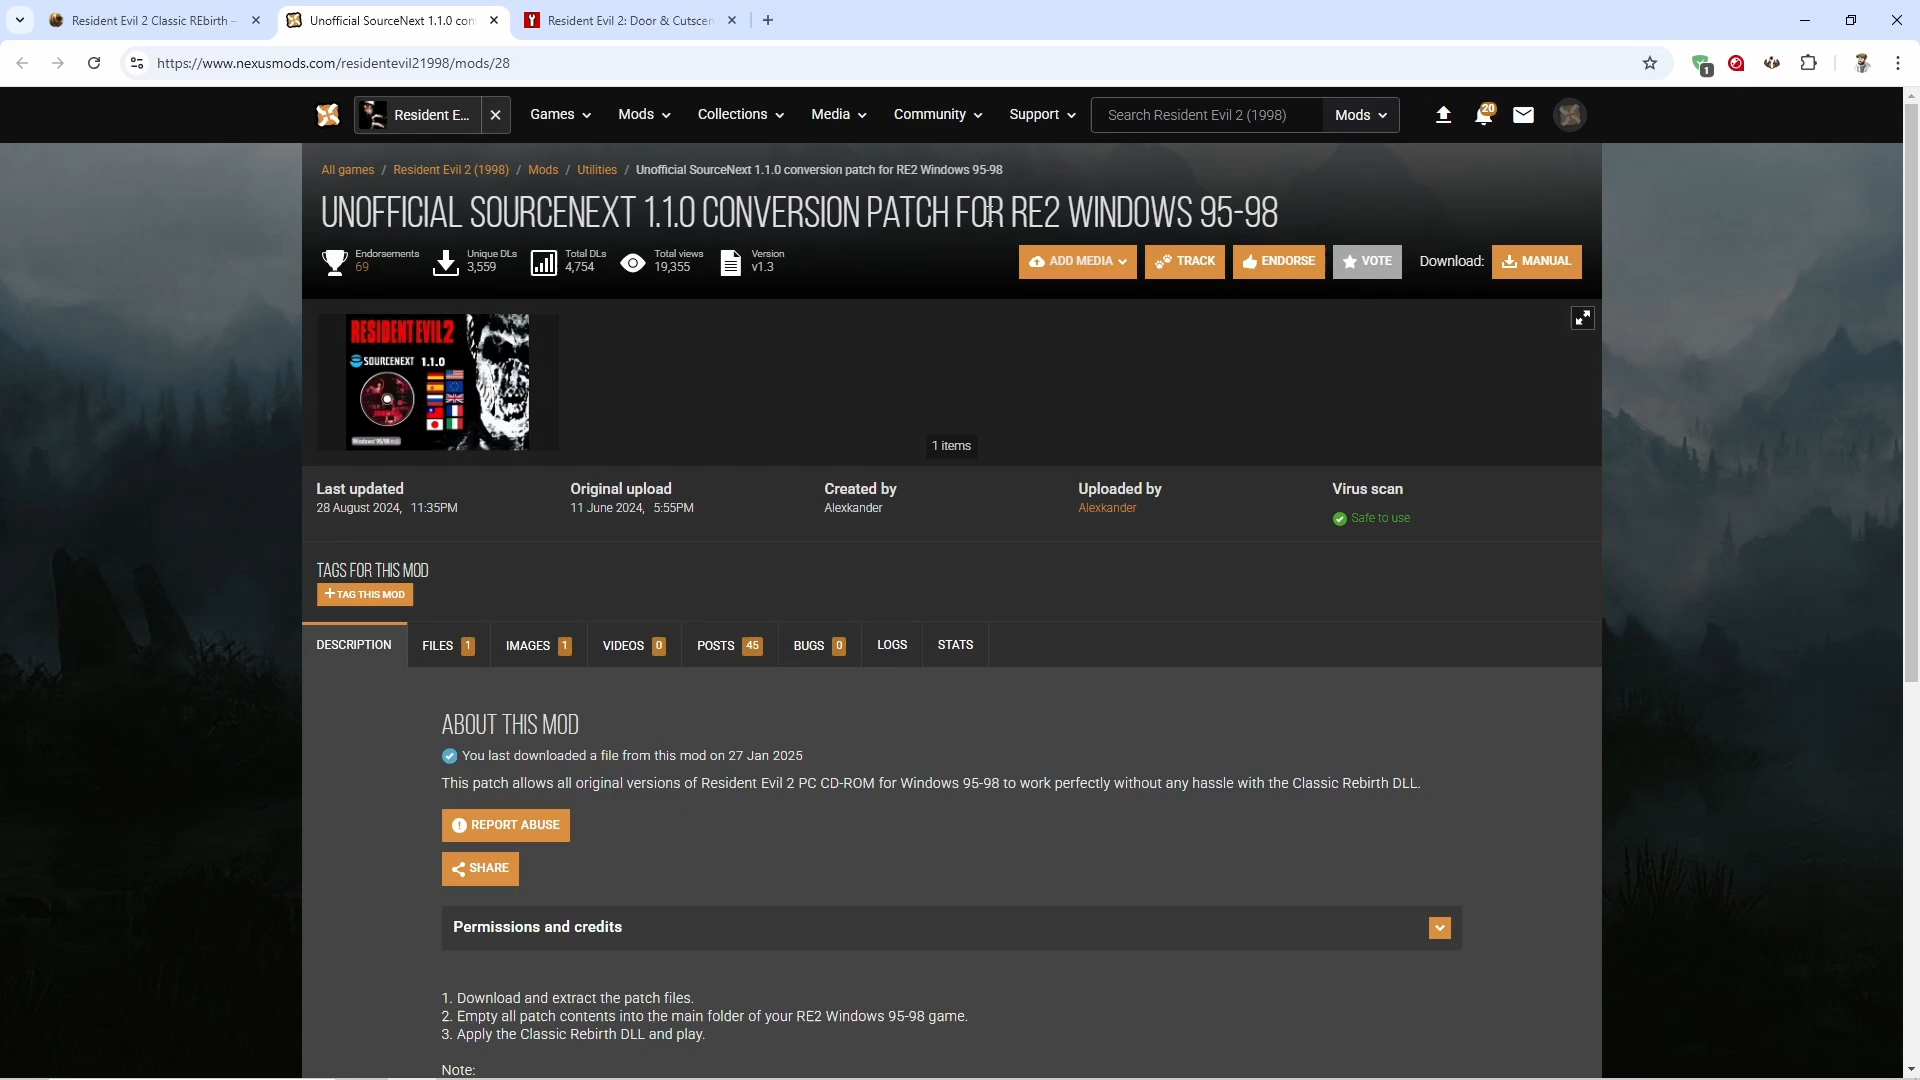 Resident Evil 2 Classic REbirth –
Unofficial SourceNext 1.1.0 con
Resident Evil 2: Door & Cutscen
https://www.nexusmods.com/residentevil21998/mods/28
1
Resident E...
Games
Mods
Collections
Media
Community
Support
Search Resident Evil 2 (1998)
Mods
20
All games / Resident Evil 2 (1998) / Mods / Utilities / Unofficial SourceNext 1.1.0 conversion patch for RE2 Windows 95-98
UNOFFICIAL SOURCENEXT 1.1.0 CONVERSION PATCH FOR RE2 WINDOWS 95-98
Endorsements
69
Unique DLs
3,559
Total DLs
4,754
Total views
19,355
Version
v1.3
ADD MEDIA
TRACK
ENDORSE
VOTE
Download:
MANUAL
RESIDENT EVIL 2
SOURCENEXT 1.1.0
1 items
Last updated
28 August 2024, 11:35PM
Original upload
11 June 2024, 5:55PM
Created by
Alexkander
Uploaded by
Alexkander
Virus scan
Safe to use
TAGS FOR THIS MOD
TAG THIS MOD
DESCRIPTION
FILES 1
IMAGES 1
VIDEOS 0
POSTS 45
BUGS 0
LOGS
STATS
ABOUT THIS MOD
You last downloaded a file from this mod on 27 Jan 2025
This patch allows all original versions of Resident Evil 2 PC CD-ROM for Windows 95-98 to work perfectly without any hassle with the Classic Rebirth DLL.
REPORT ABUSE
SHARE
Permissions and credits
1. Download and extract the patch files.
2. Empty all patch contents into the main folder of your RE2 Windows 95-98 game.
3. Apply the Classic Rebirth DLL and play.
Note: